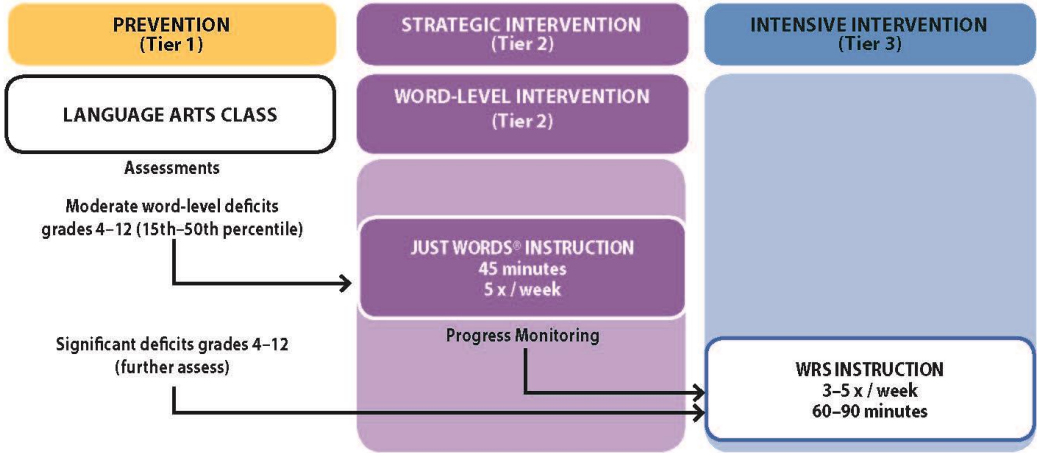 PREVENTION
(Tier 1)
STRATEGIC INTERVENTION
(Tier 2)
INTENSIVE INTERVENTION
(Tier 3)
LANGUAGE ARTS CLASS
WORD-LEVEL INTERVENTION
(Tier 2)
Assessments
Moderate word-level deficits
grades 4–12 (15th–50th percentile)
JUST WORDS® INSTRUCTION
45 minutes
5 x / week
Progress Monitoring
Significant deficits grades 4–12
(further assess)
WRS INSTRUCTION
3–5 x / week
60–90 minutes